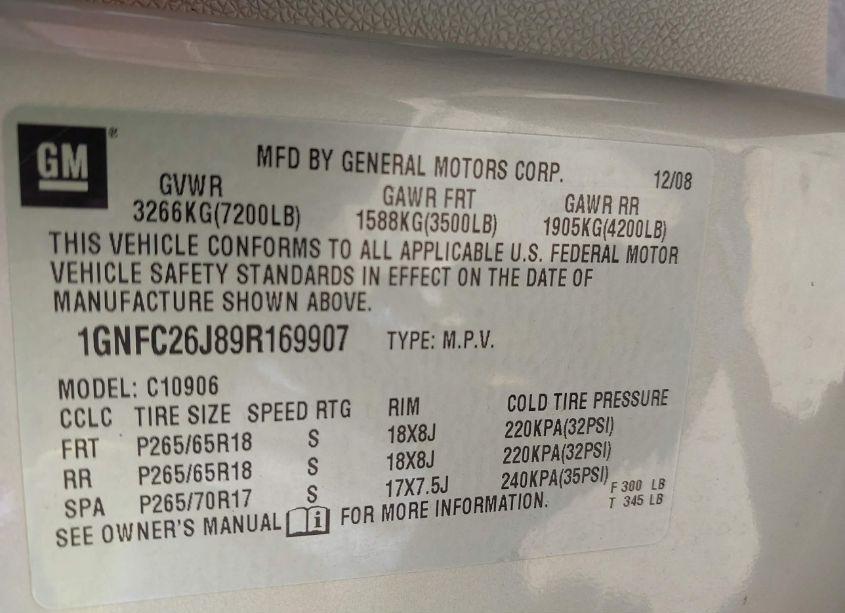 GM®
MFD BY GENERAL MOTORS CORP. 12/08
GVWR GAWR FRT GAWR RR
3266KG(7200LB) 1588KG(3500LB) 1905KG(4200LB)
THIS VEHICLE CONFORMS TO ALL APPLICABLE U.S. FEDERAL MOTOR
VEHICLE SAFETY STANDARDS IN EFFECT ON THE DATE OF
MANUFACTURE SHOWN ABOVE.
1GNFC26J89R169907 TYPE: M.P.V.
MODEL: C10906
CCLC TIRE SIZE SPEED RTG RIM COLD TIRE PRESSURE
FRT P265/65R18 S 18X8J 220KPA(32PSI)
RR P265/65R18 S 18X8J 220KPA(32PSI)
SPA P265/70R17 S 17X7.5J 240KPA(35PSI) F 300 LB
T 345 LB
SEE OWNER'S MANUAL i FOR MORE INFORMATION.